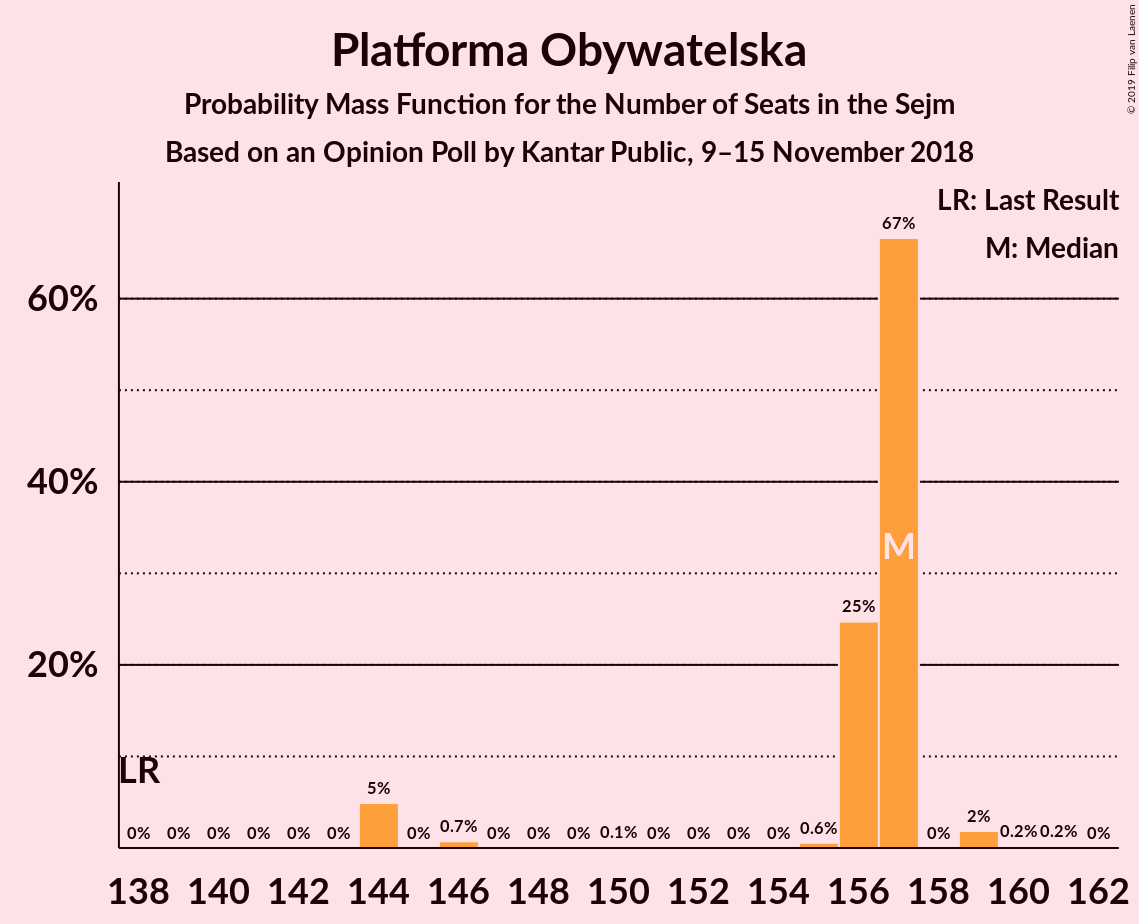 Platforma Obywatelska
Probability Mass Function for the Number of Seats in the Sejm
Based on an Opinion Poll by Kantar Public, 9–15 November 2018
© 2019 Filip van Laenen
LR: Last Result
M: Median
67%
60%
40%
M
25%
20%
LR
5%
2%
0% 0% 0% 0% 0% 0% 0% 0.7% 0% 0% 0% 0.1% 0% 0% 0% 0% 0.6% 0% 0.2% 0.2% 0%
138 140 142 144 146 148 150 152 154 156 158 160 162